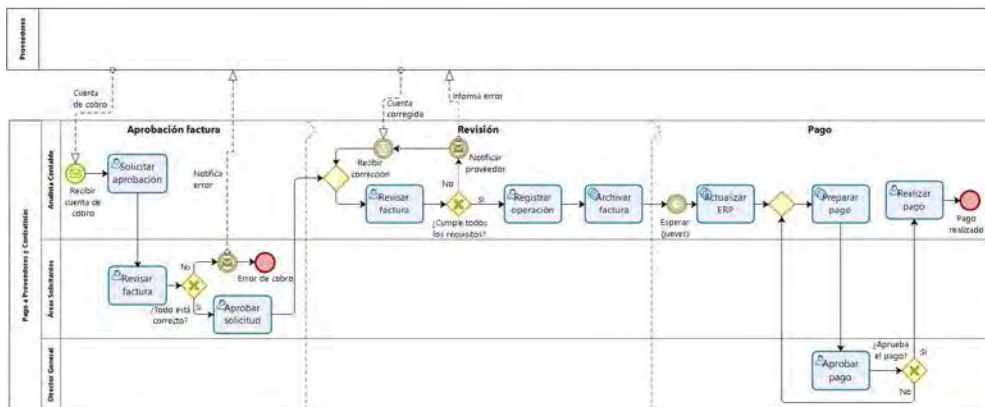 Proveedores
Cuenta
de cobro
Notifica
error
Cuenta
corregida
Informa error
Pago a Proveedores y Contratistas
Analista Contable
Áreas Solicitantes
Director General
Aprobación factura
Revisión
Pago
Recibir
cuenta de
cobro
Solicitar
aprobación
Revisar
factura
¿Todo está
correcto?
No
Si
Error de cobro
Aprobar
solicitud
Recibir
corrección
Notificar
proveedor
Revisar
factura
No
Si
¿Cumple todos
los requisitos?
Registrar
operación
Archivar
factura
Esperar
(jueves)
Actualizar
ERP
Preparar
pago
Realizar
pago
Pago
realizado
Aprobar
pago
¿Aprueba
el pago?
Si
No